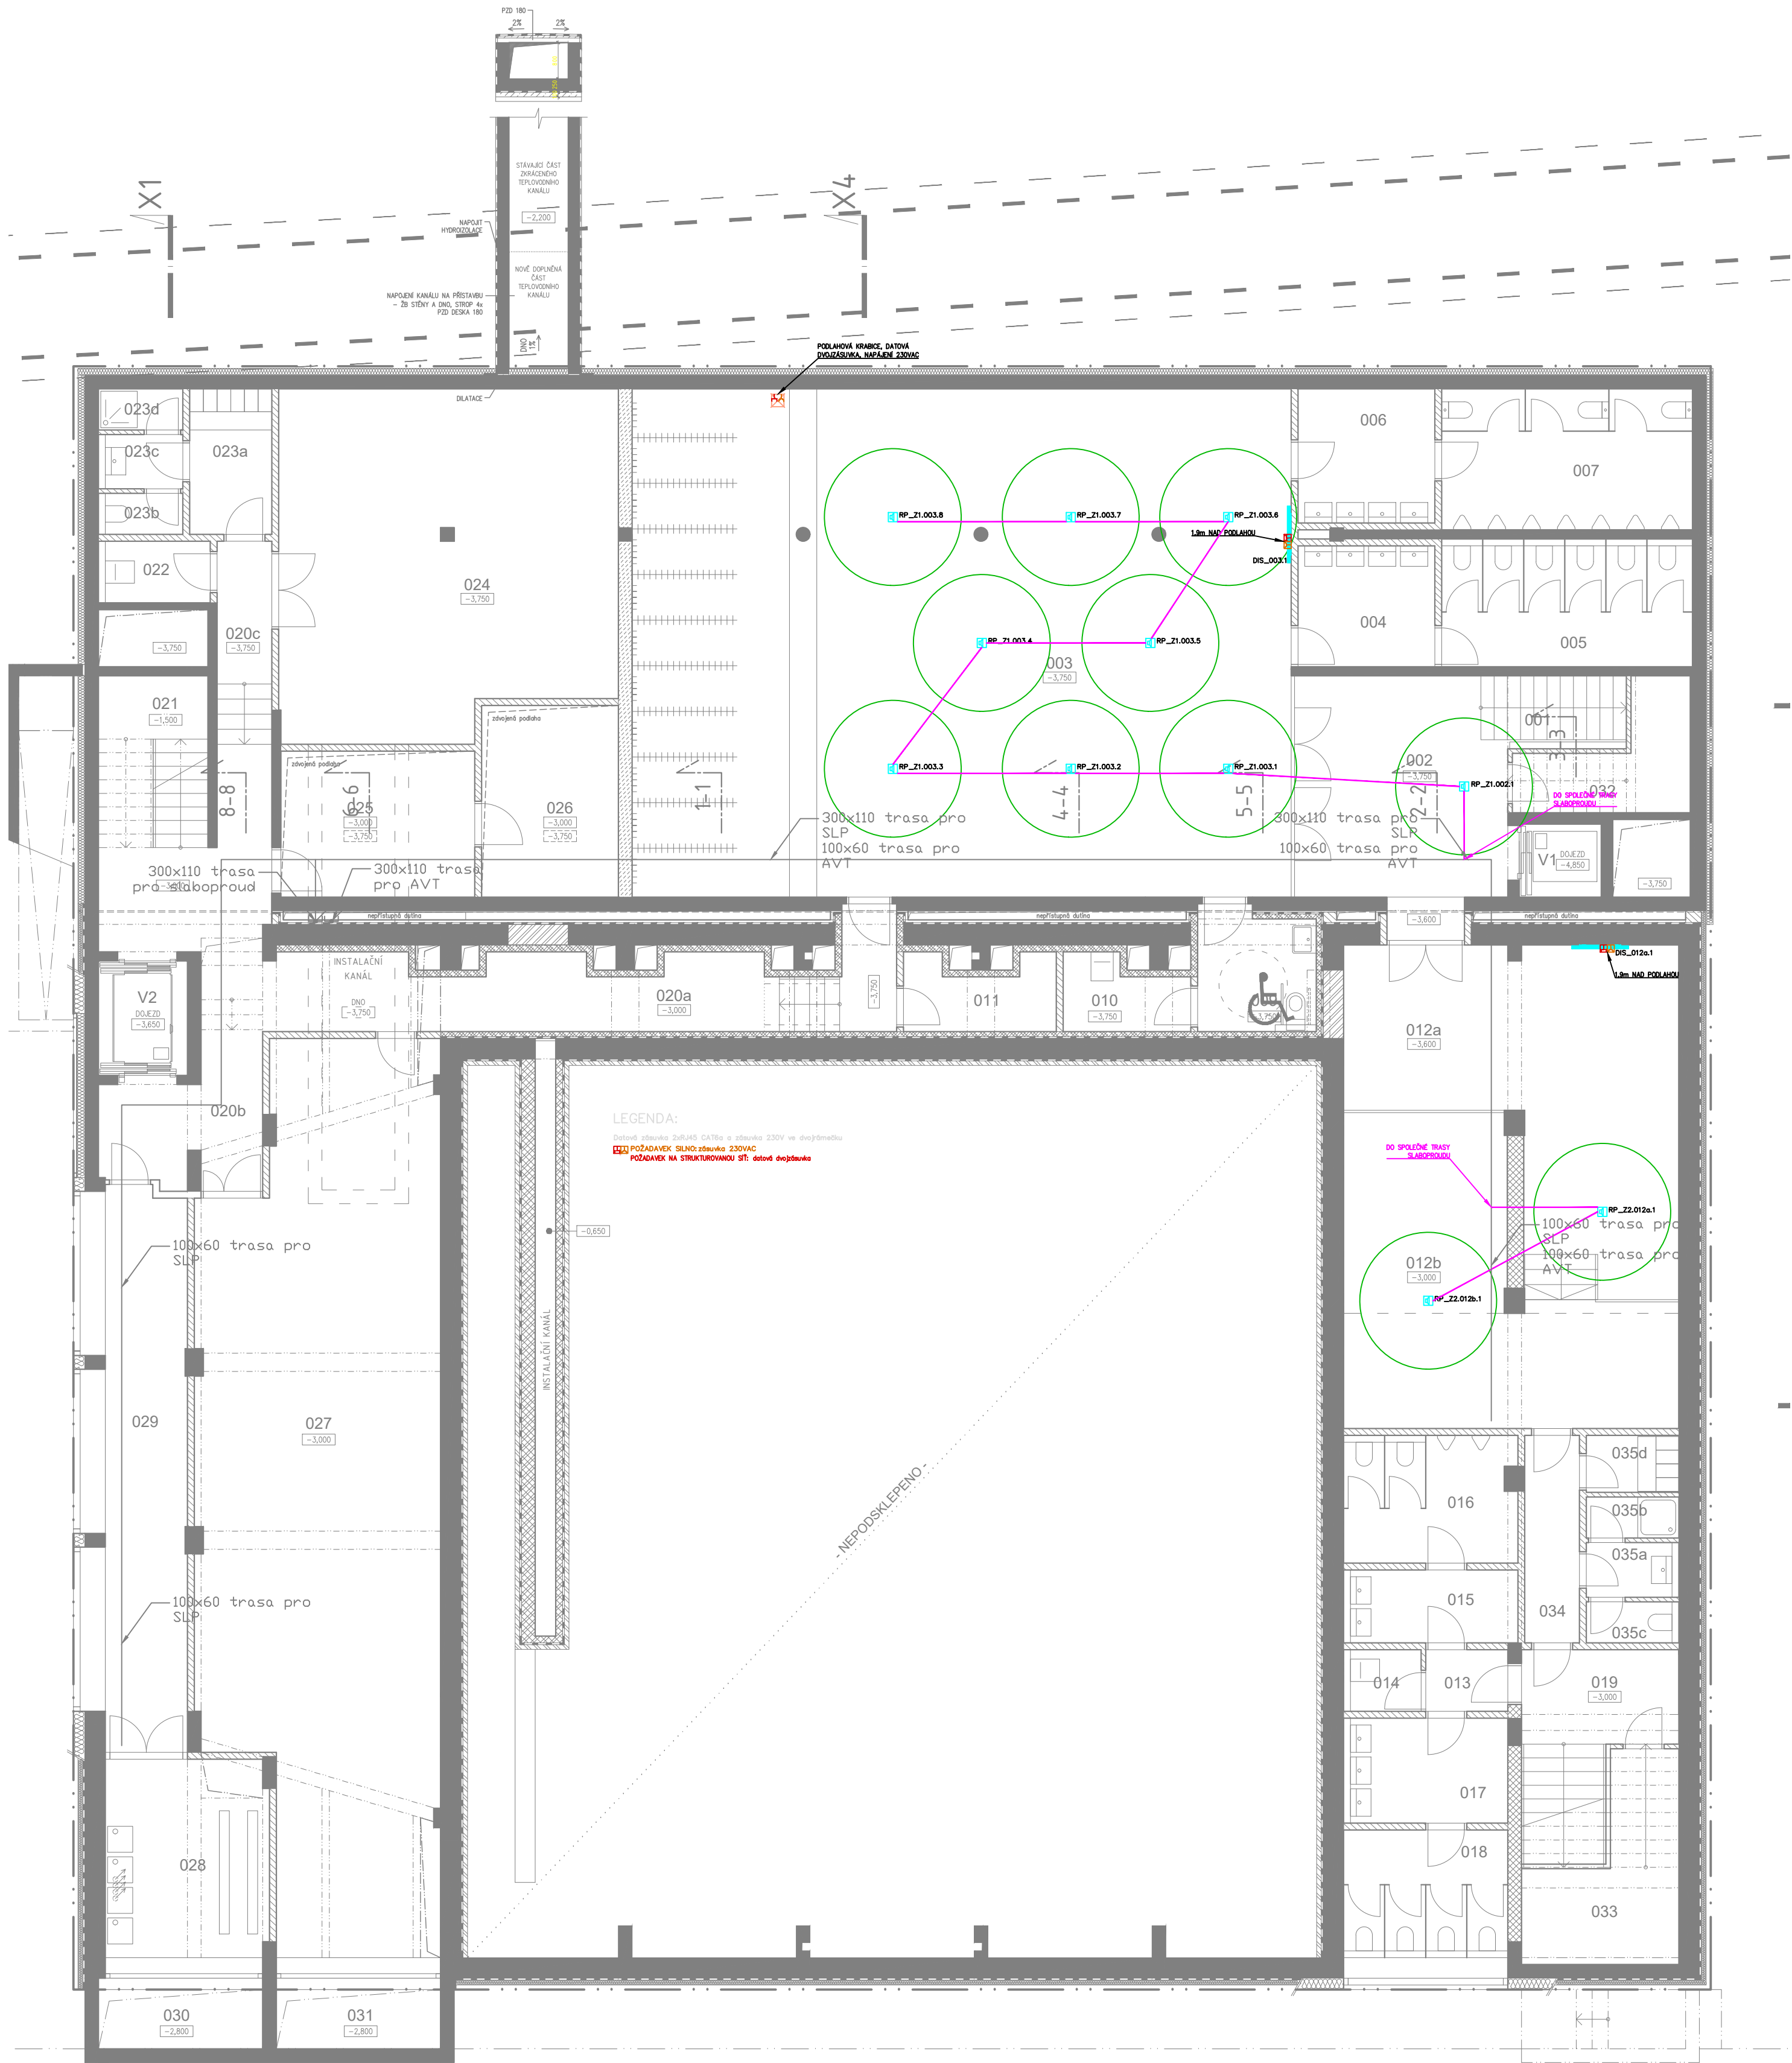 PZD 180
2%
2%
X1
X4
STÁVAJÍCÍ ČÁST
ZKRÁCENÉHO
TEPLOVODNÍHO
KANÁLU
-2,200
NAPOJIT
HYDROIZOLACE
NOVĚ DOPLNĚNÁ
ČÁST
TEPLOVODNÍHO
KANÁLU
NAPOJENÍ KANÁLU NA PŘÍSTAVBU
- ŽB STĚNY A DNO, STROP 4x
PZD DESKA 180
DNO
1%
PODLAHOVÁ KRABICE, DATOVÁ
DVOJZÁSUVKA, NAPÁJENÍ 230VAC
DILATACE
023d
023c
023a
023b
022
020c
-3,750
-3,750
024
-3,750
006
007
RP_Z1.003.8
RP_Z1.003.7
RP_Z1.003.6
1.9m NAD PODLAHOU
DIS_003.1
004
005
RP_Z1.003.4
RP_Z1.003.5
003
-3,750
021
-1,500
zdvojená podlaha
zdvojená podlaha
001
3-3
002
-3,750
RP_Z1.003.3
RP_Z1.003.2
RP_Z1.003.1
RP_Z1.002.1
032
DO SPOLEČNÉ TRASY
SLABOPROUDU
8-8
6-6
1-1
4-4
5-5
2-2
025
-3,000
-3,750
026
-3,000
-3,750
300x110 trasa pro
SLP
100x60 trasa pro
AVT
300x110 trasa pro
SLP
100x60 trasa pro
AVT
V1
DOJEZD
-4,850
-3,750
300x110 trasa
pro slaboproud
300x110 trasa
pro AVT
nepřístupná dutina
nepřístupná dutina
-3,600
nepřístupná dutina
DIS_012a.1
1.9m NAD PODLAHOU
INSTALAČNÍ
KANÁL
DNO
-3,750
V2
DOJEZD
-3,650
020a
-3,000
-3,750
011
010
-3,750
-3,750
012a
-3,600
020b
LEGENDA:
Datová zásuvka 2xRJ45 CAT6a a zásuvka 230V ve dvojrámečku
POŽADAVEK SILNO: zásuvka 230VAC
POŽADAVEK NA STRUKTUROVANOU SÍŤ: datová dvojzásuvka
DO SPOLEČNÉ TRASY
SLABOPROUDU
-0,650
RP_Z2.012a.1
100x60 trasa pro
SLP
100x60 trasa pro
AVT
100x60 trasa pro
SLP
012b
-3,000
RP_Z2.012b.1
INSTALAČNÍ KANÁL
029
027
-3,000
- NEPODSKLEPENO -
035d
016
035b
035a
100x60 trasa pro
SLP
015
034
035c
014
013
019
-3,000
017
028
018
033
030
-2,800
031
-2,800